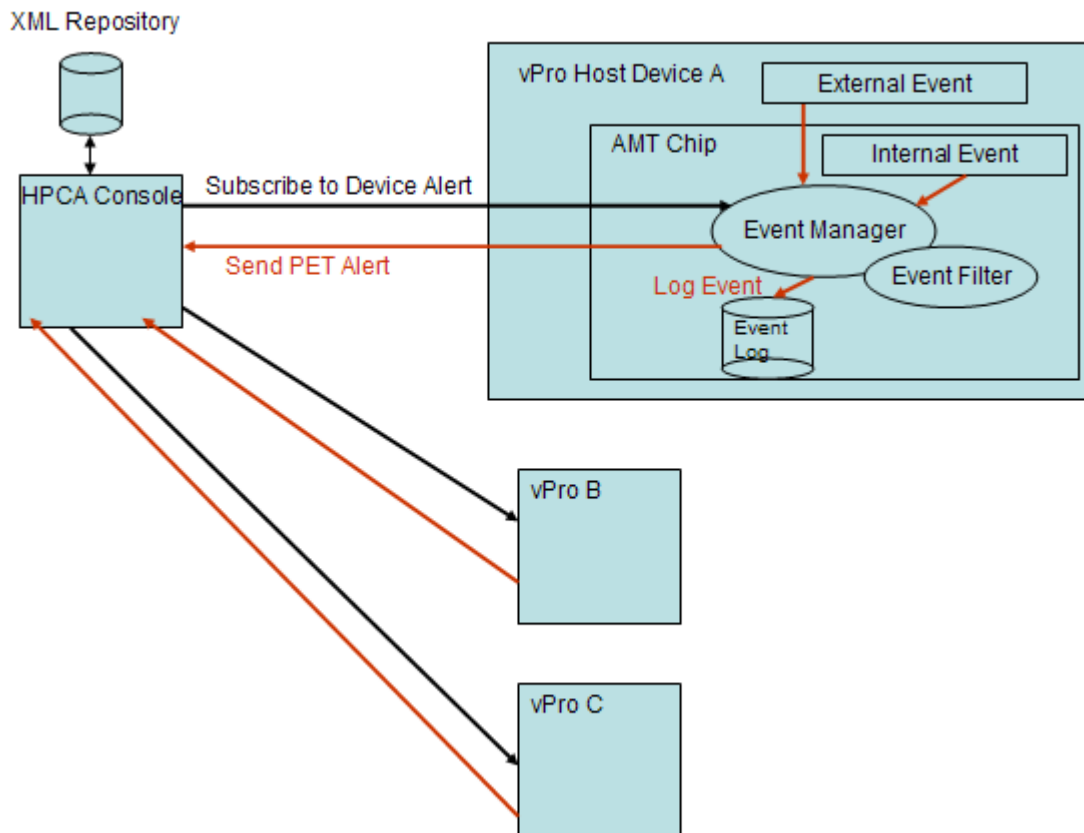 XML Repository
vPro Host Device A
External Event
AMT Chip
Internal Event
HPCA Console
Subscribe to Device Alert
Event Manager
Send PET Alert
Event Filter
Log Event
Event
Log
vPro B
vPro C